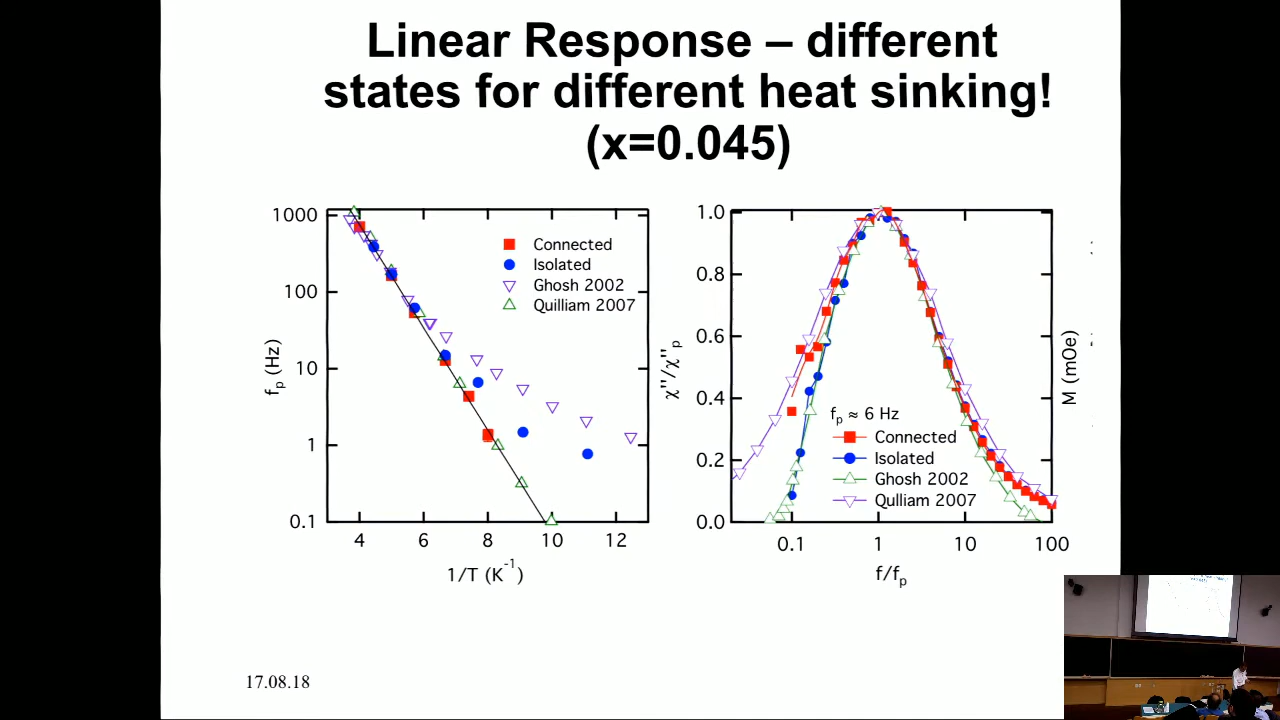 Linear Response – different
states for different heat sinking!
(x=0.045)
1000
100
10
1
0.1
4
6
8
10
12
f_p (Hz)
1/T (K⁻¹)
Connected
Isolated
Ghosh 2002
Quilliam 2007
1.0
0.8
0.6
0.4
0.2
0.0
0.1
1
10
100
χ''/χ''_p
f/f_p
M (mOe)
f_p ≈ 6 Hz
Connected
Isolated
Ghosh 2002
Qulliam 2007
17.08.18